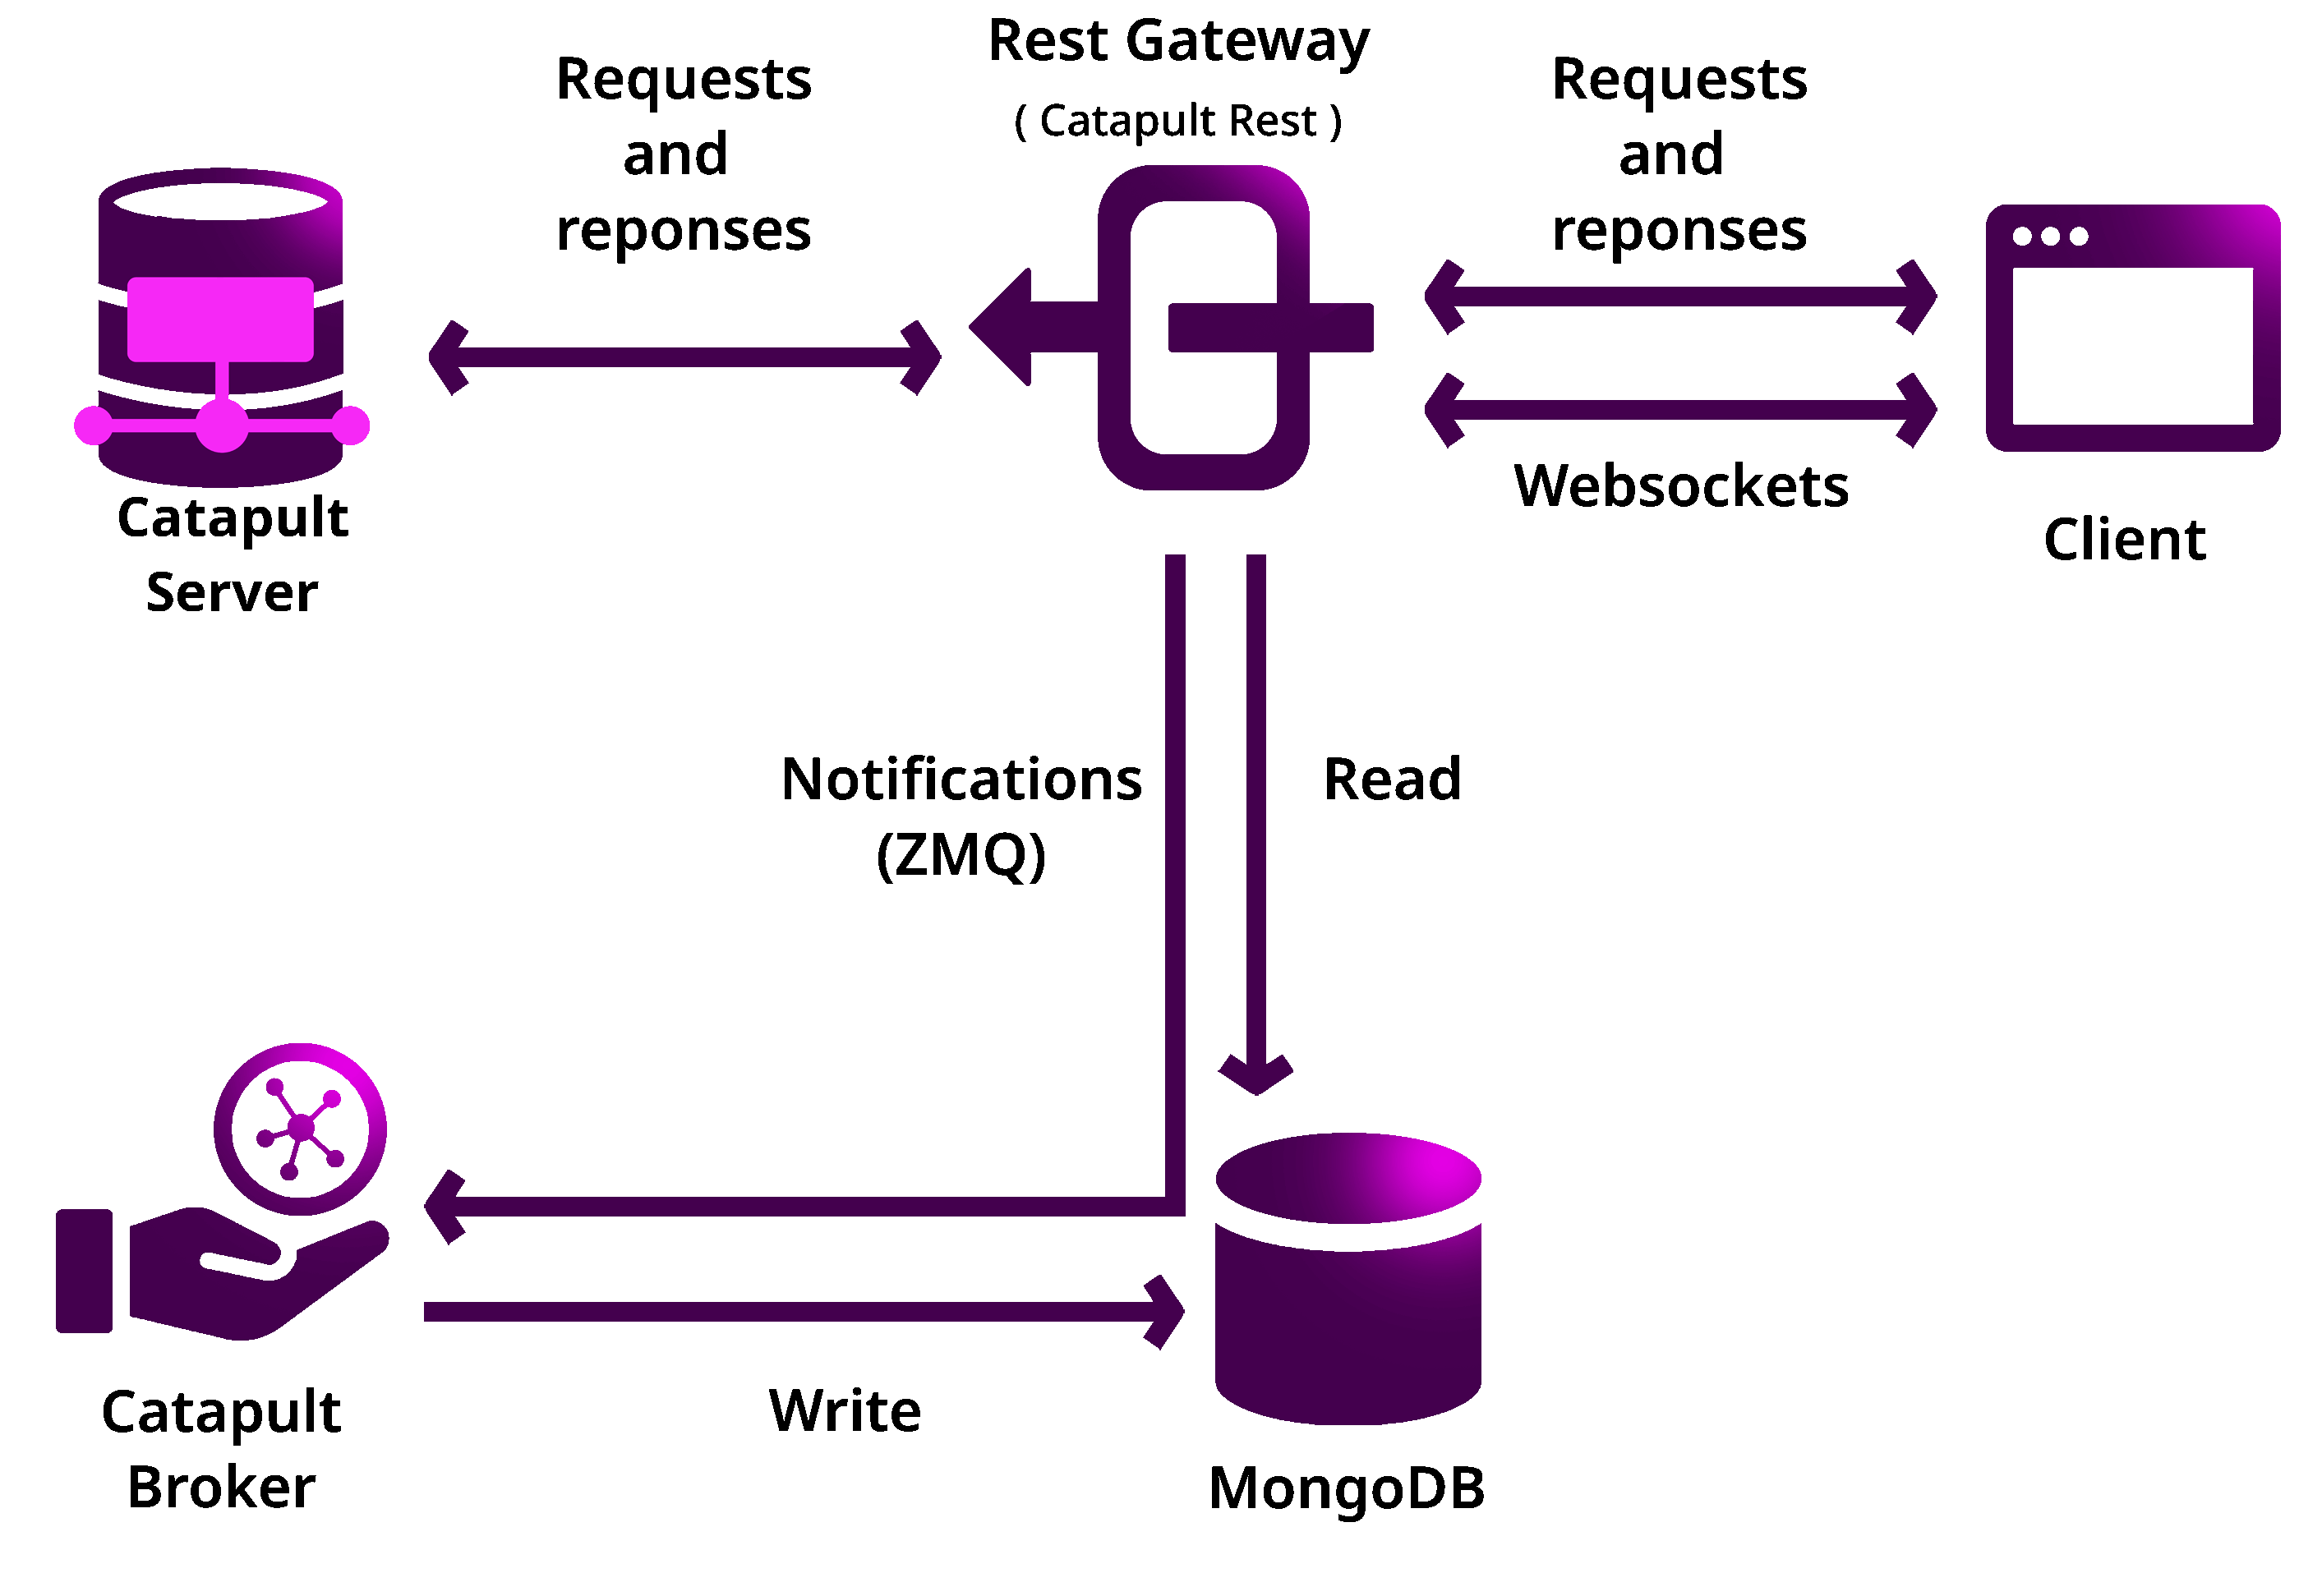 Rest Gateway
( Catapult Rest )
Requests
and
reponses
Requests
and
reponses
Websockets
Catapult
Server
Client
Notifications
(ZMQ)
Read
Write
Catapult
Broker
MongoDB